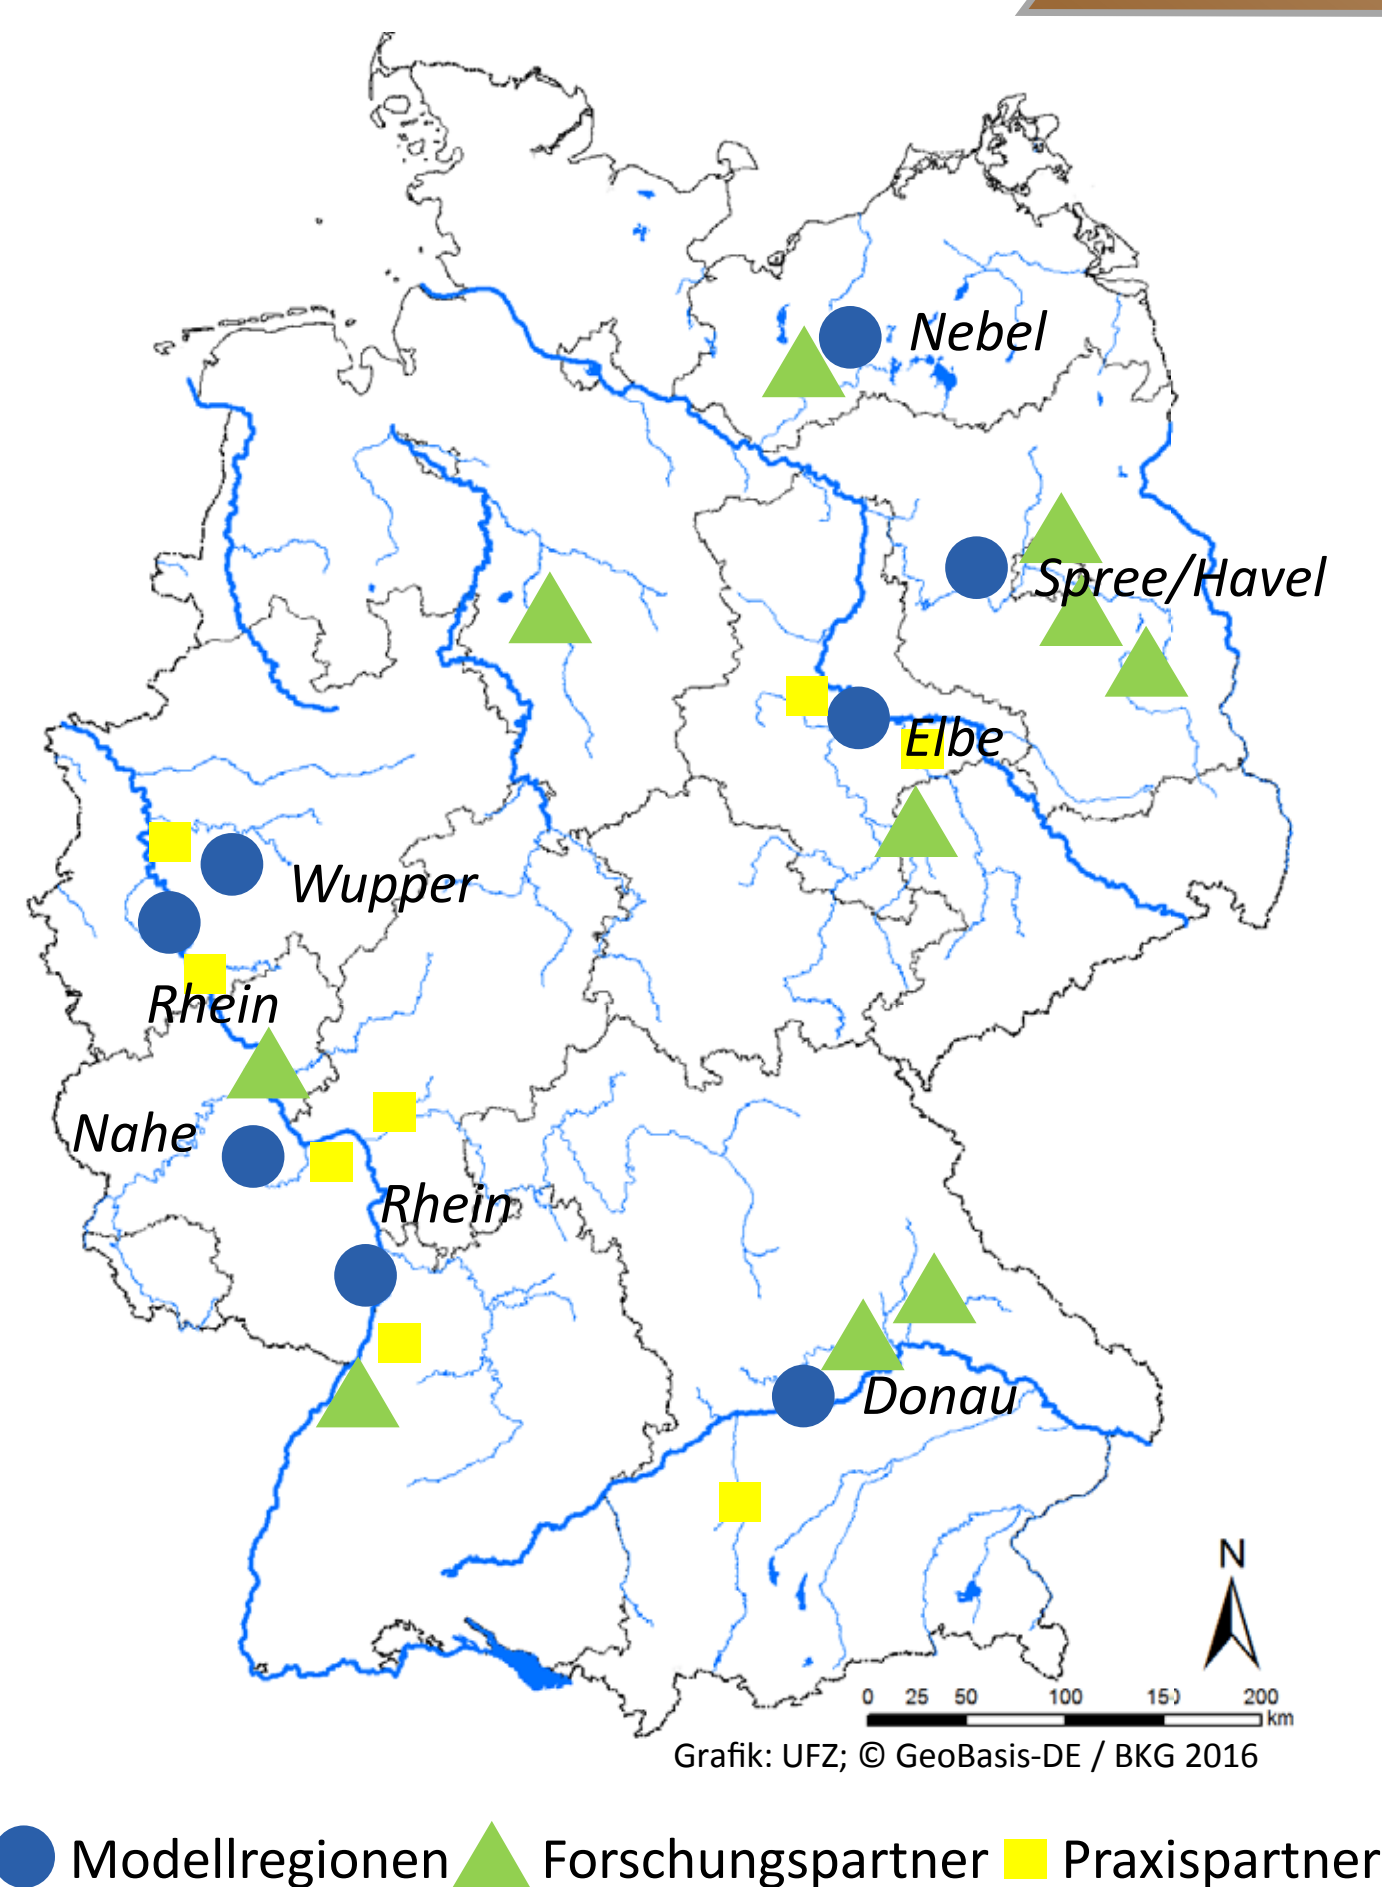 Nebel
Spree/Havel
Elbe
Wupper
Rhein
Nahe
Rhein
Donau
N
0 25 50 100 150 200
km
Grafik: UFZ; © GeoBasis-DE / BKG 2016
Modellregionen Forschungspartner Praxispartner